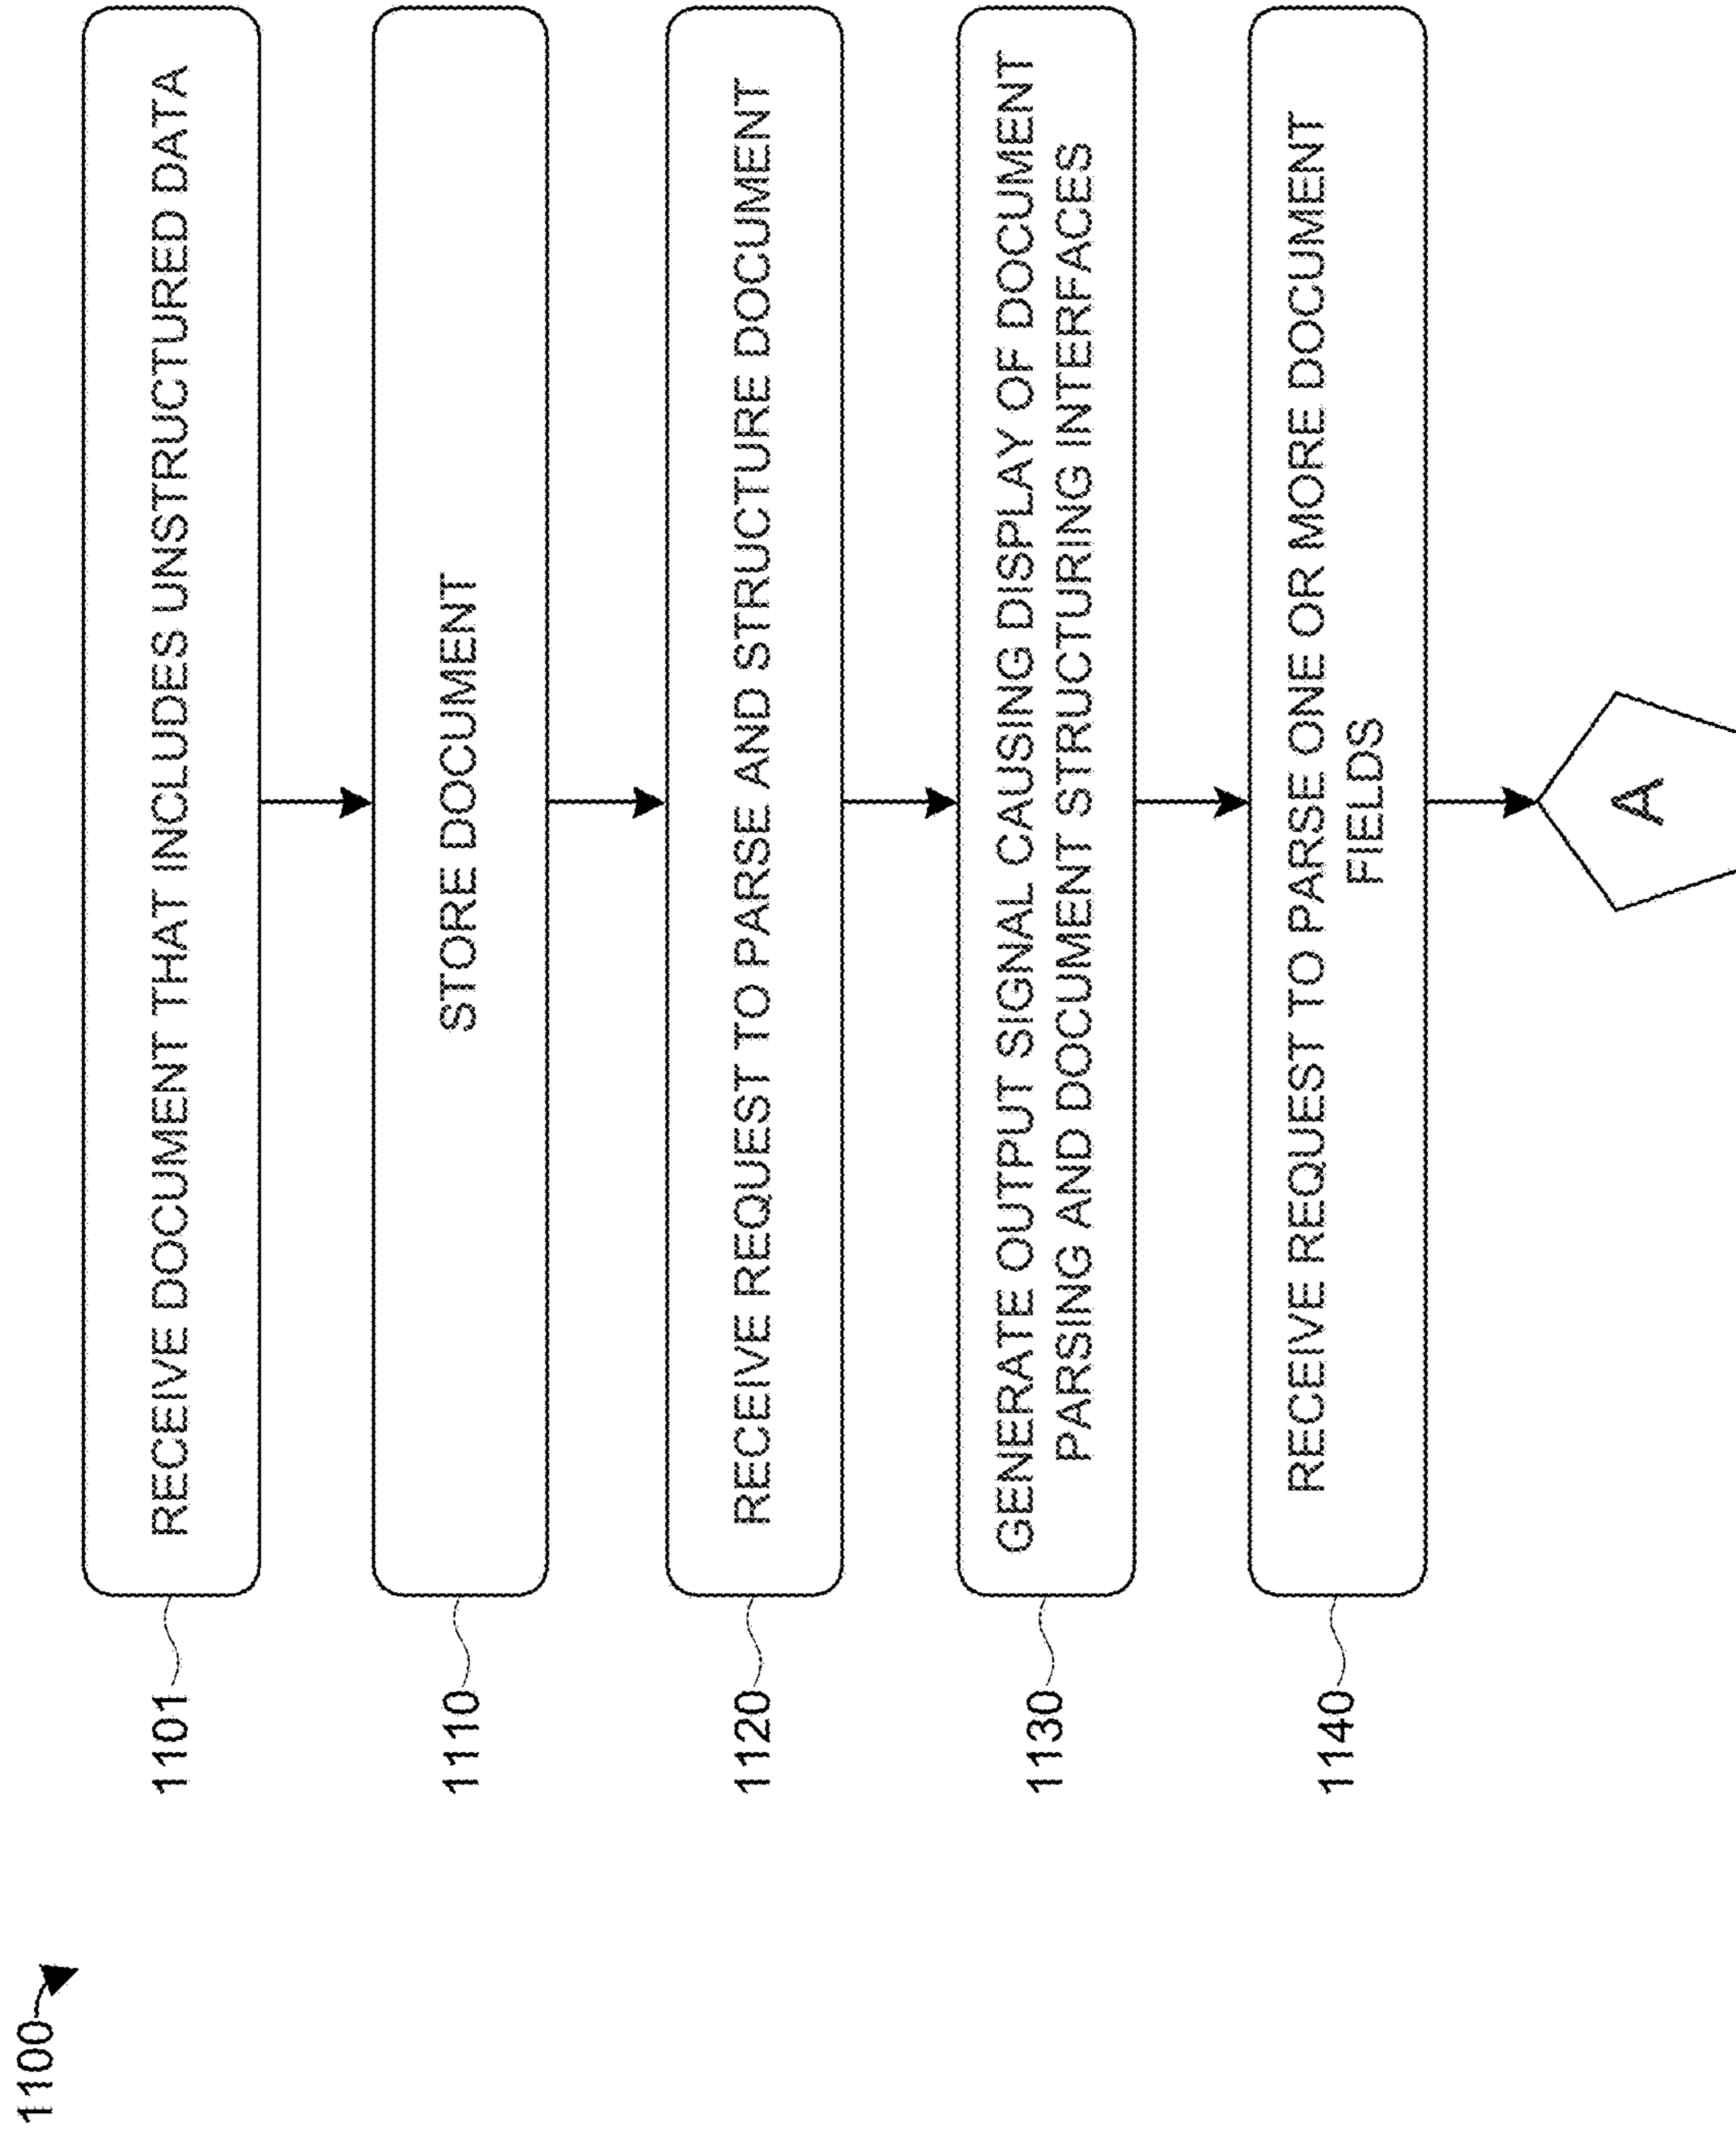 1100
1101
RECEIVE DOCUMENT THAT INCLUDES UNSTRUCTURED DATA
1110
STORE DOCUMENT
1120
RECEIVE REQUEST TO PARSE AND STRUCTURE DOCUMENT
1130
GENERATE OUTPUT SIGNAL CAUSING DISPLAY OF DOCUMENT
PARSING AND DOCUMENT STRUCTURING INTERFACES
1140
RECEIVE REQUEST TO PARSE ONE OR MORE DOCUMENT
FIELDS
A